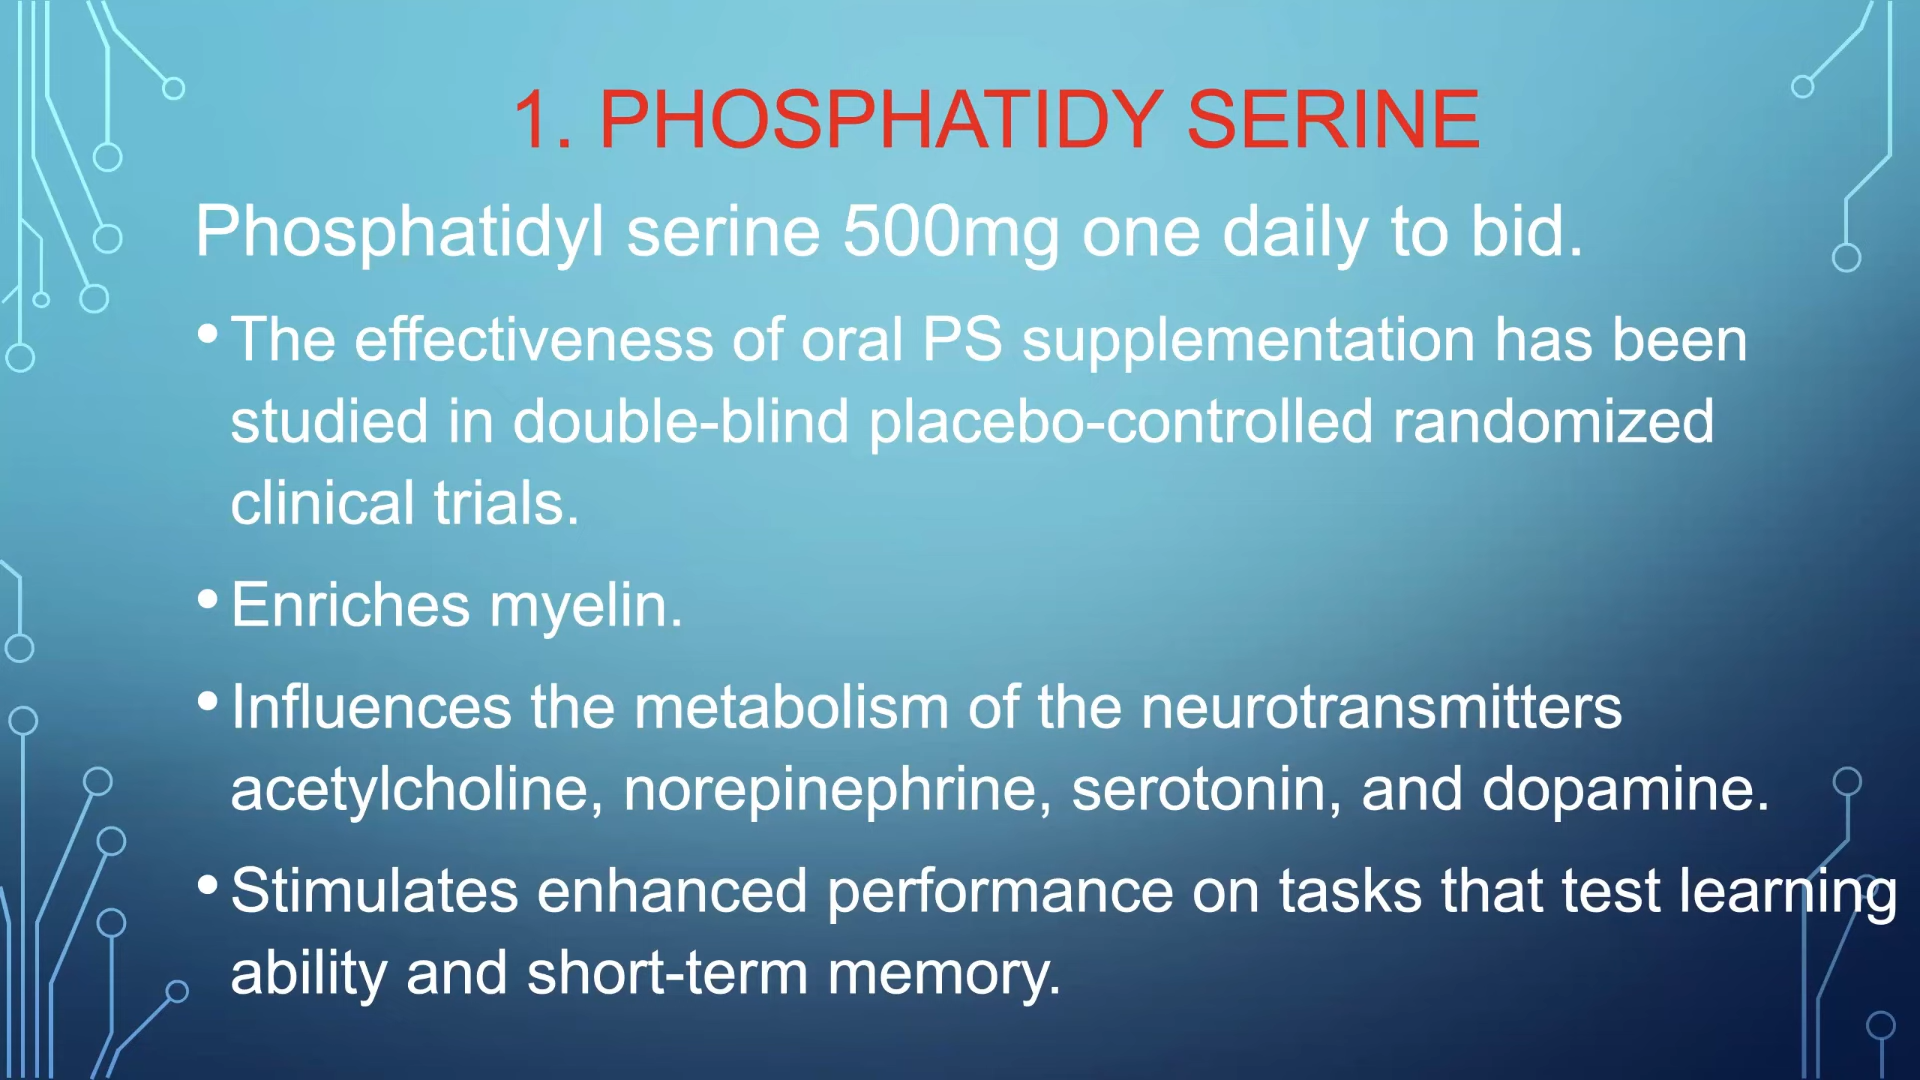 1. PHOSPHATIDY SERINE
Phosphatidyl serine 500mg one daily to bid.
• The effectiveness of oral PS supplementation has been
studied in double-blind placebo-controlled randomized
clinical trials.
• Enriches myelin.
• Influences the metabolism of the neurotransmitters
acetylcholine, norepinephrine, serotonin, and dopamine.
• Stimulates enhanced performance on tasks that test learning
ability and short-term memory.